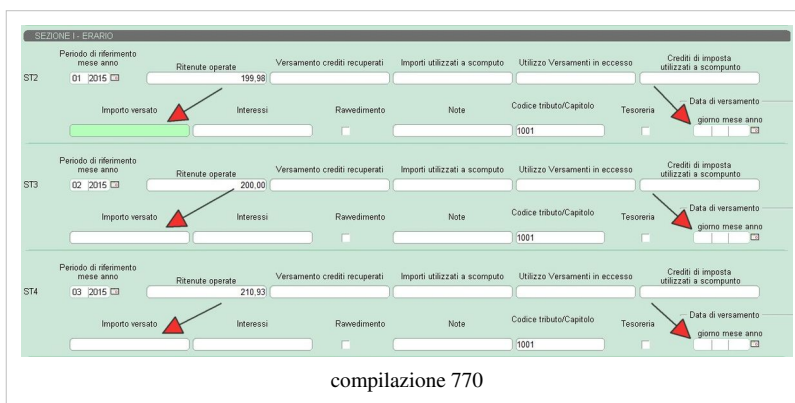 SEZIONE I - ERARIO
Periodo di riferimento
mese anno
Ritenute operate
Versamento crediti recuperati
Importi utilizzati a scomputo
Utilizzo Versamenti in eccesso
Crediti di imposta
utilizzati a scompunto
ST2
01 2015
199,98
Importo versato
Interessi
Ravvedimento
Note
Codice tributo/Capitolo
Tesoreria
Data di versamento
giorno mese anno
1001
Periodo di riferimento
mese anno
Ritenute operate
Versamento crediti recuperati
Importi utilizzati a scomputo
Utilizzo Versamenti in eccesso
Crediti di imposta
utilizzati a scompunto
ST3
02 2015
200,00
Importo versato
Interessi
Ravvedimento
Note
Codice tributo/Capitolo
Tesoreria
Data di versamento
giorno mese anno
1001
Periodo di riferimento
mese anno
Ritenute operate
Versamento crediti recuperati
Importi utilizzati a scomputo
Utilizzo Versamenti in eccesso
Crediti di imposta
utilizzati a scompunto
ST4
03 2015
210,93
Importo versato
Interessi
Ravvedimento
Note
Codice tributo/Capitolo
Tesoreria
Data di versamento
giorno mese anno
1001
compilazione 770